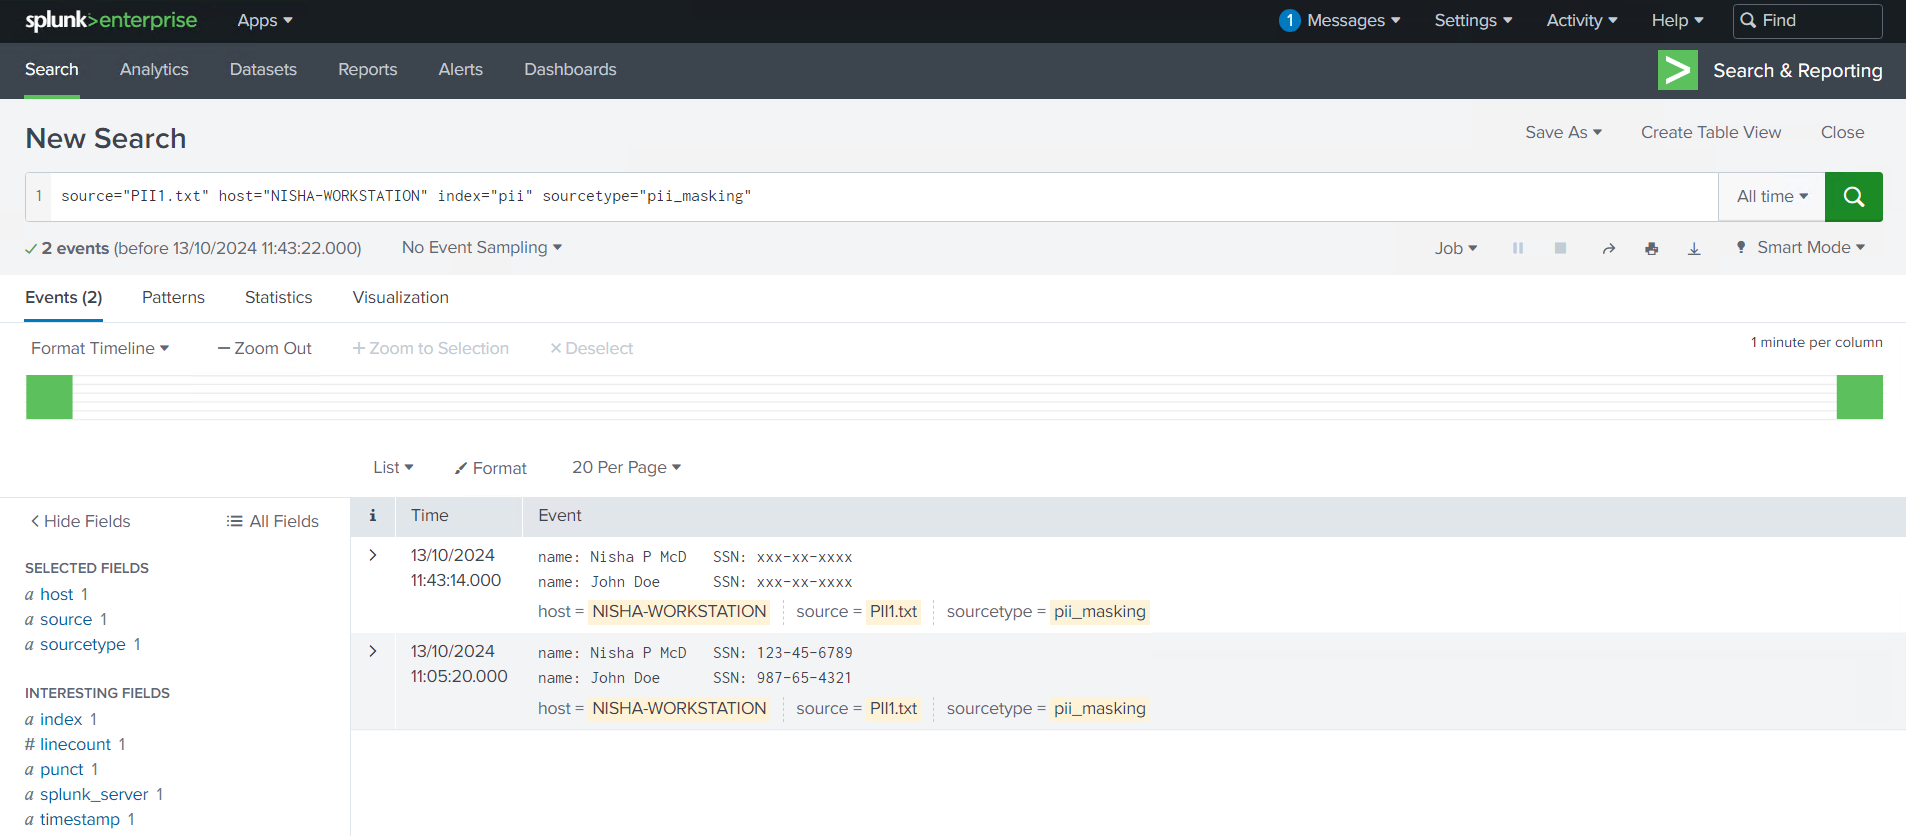 splunk>enterprise Apps 1 Messages Settings Activity Help Find
Search Analytics Datasets Reports Alerts Dashboards Search & Reporting
New Search Save As Create Table View Close
1 source="PII1.txt" host="NISHA-WORKSTATION" index="pii" sourcetype="pii_masking" All time
2 events (before 13/10/2024 11:43:22.000) No Event Sampling Job Smart Mode
Events (2) Patterns Statistics Visualization
Format Timeline — Zoom Out + Zoom to Selection × Deselect 1 minute per column
List Format 20 Per Page
< Hide Fields All Fields
SELECTED FIELDS
a host 1
a source 1
a sourcetype 1
INTERESTING FIELDS
a index 1
# linecount 1
a punct 1
a splunk_server 1
a timestamp 1
i Time Event
> 13/10/2024 name: Nisha P McD SSN: xxx-xx-xxxx
11:43:14.000 name: John Doe SSN: xxx-xx-xxxx
host = NISHA-WORKSTATION source = PII1.txt sourcetype = pii_masking
> 13/10/2024 name: Nisha P McD SSN: 123-45-6789
11:05:20.000 name: John Doe SSN: 987-65-4321
host = NISHA-WORKSTATION source = PII1.txt sourcetype = pii_masking